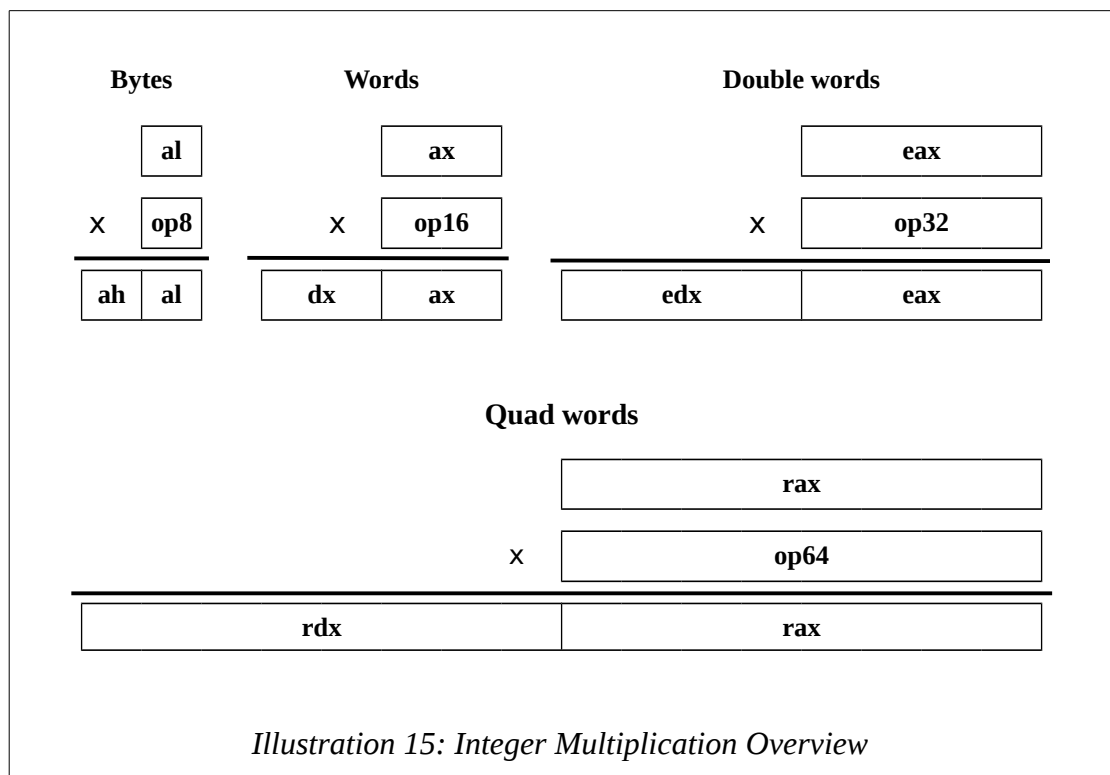 Bytes Words Double words
al ax eax
x op8 x op16 x op32
ah al dx ax edx eax
Quad words
rax
x op64
rdx rax
Illustration 15: Integer Multiplication Overview